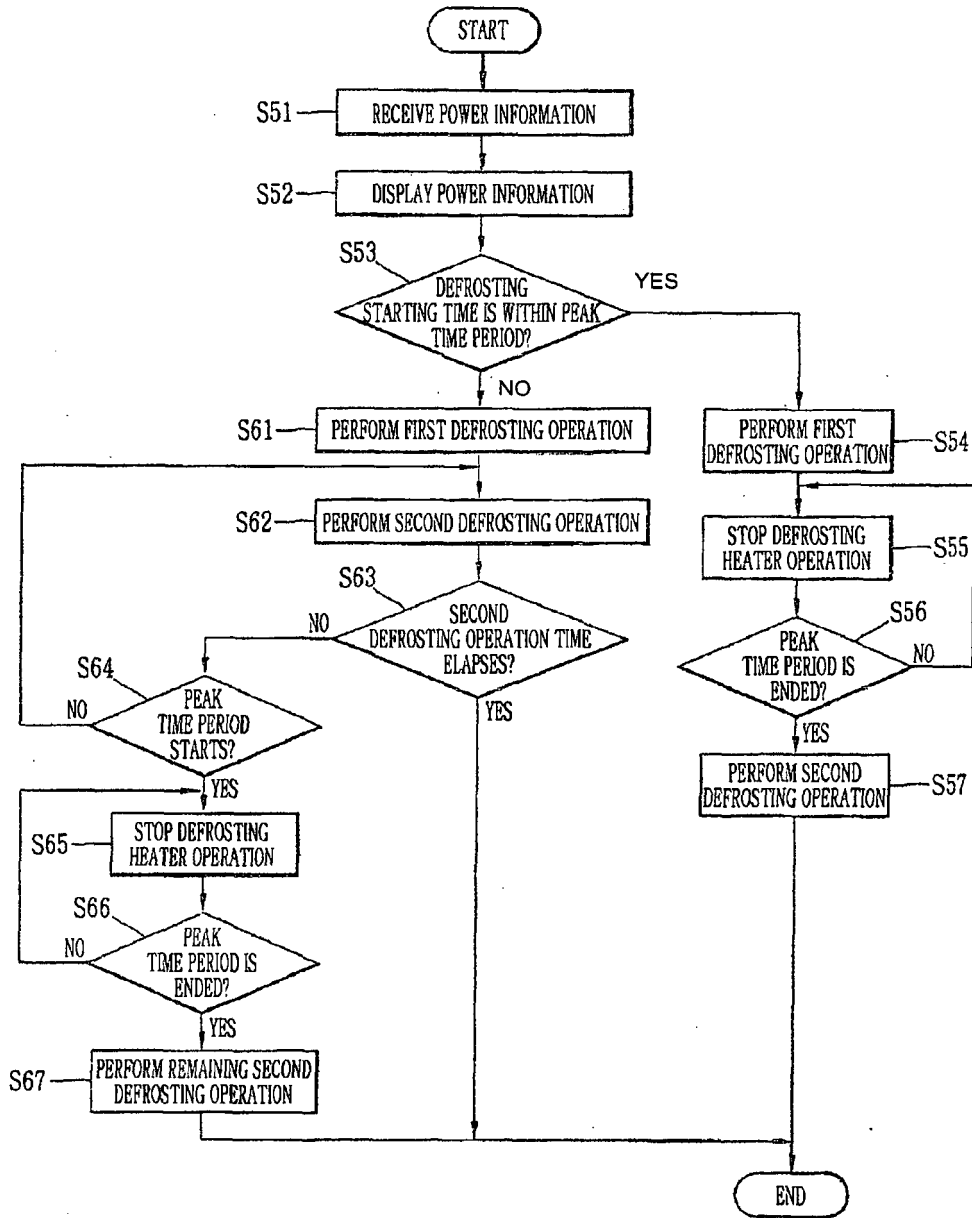 START
S51
RECEIVE POWER INFORMATION
S52
DISPLAY POWER INFORMATION
S53
DEFROSTING
STARTING TIME IS WITHIN PEAK
TIME PERIOD?
YES
NO
S61
PERFORM FIRST DEFROSTING OPERATION
S54
PERFORM FIRST
DEFROSTING OPERATION
S62
PERFORM SECOND DEFROSTING OPERATION
S55
STOP DEFROSTING
HEATER OPERATION
S63
SECOND
DEFROSTING OPERATION TIME
ELAPSES?
NO
YES
S56
PEAK
TIME PERIOD IS
ENDED?
NO
YES
S64
PEAK
TIME PERIOD
STARTS?
NO
YES
S57
PERFORM SECOND
DEFROSTING OPERATION
S65
STOP DEFROSTING
HEATER OPERATION
S66
PEAK
TIME PERIOD IS
ENDED?
NO
YES
S67
PERFORM REMAINING SECOND
DEFROSTING OPERATION
END